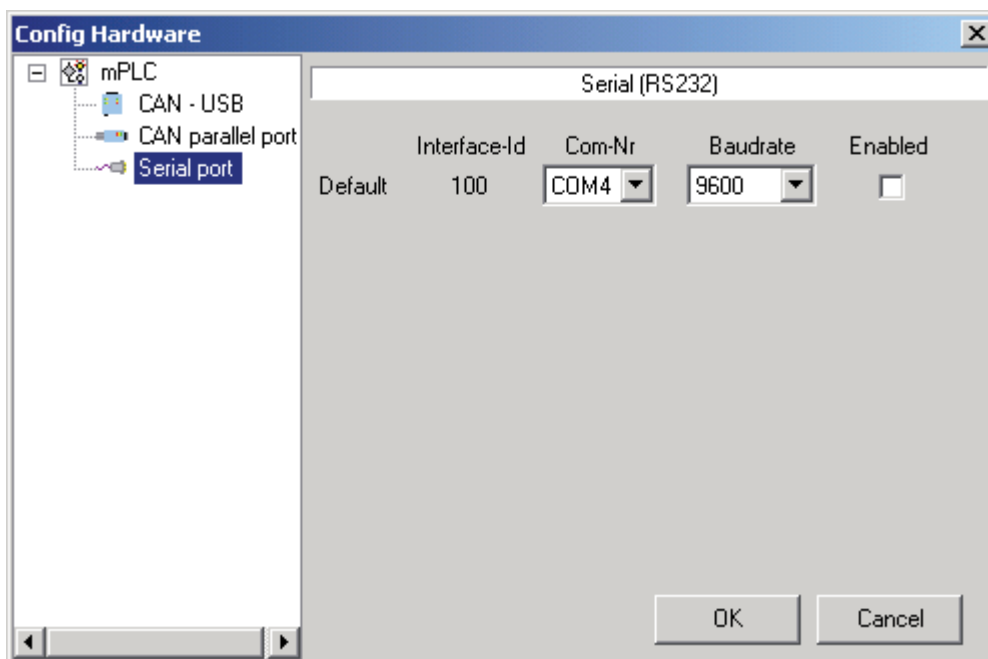 Config Hardware
mPLC
CAN - USB
CAN parallel port
Serial port
Serial (RS232)
Interface-Id Com-Nr Baudrate Enabled
Default 100 COM4 9600
OK Cancel